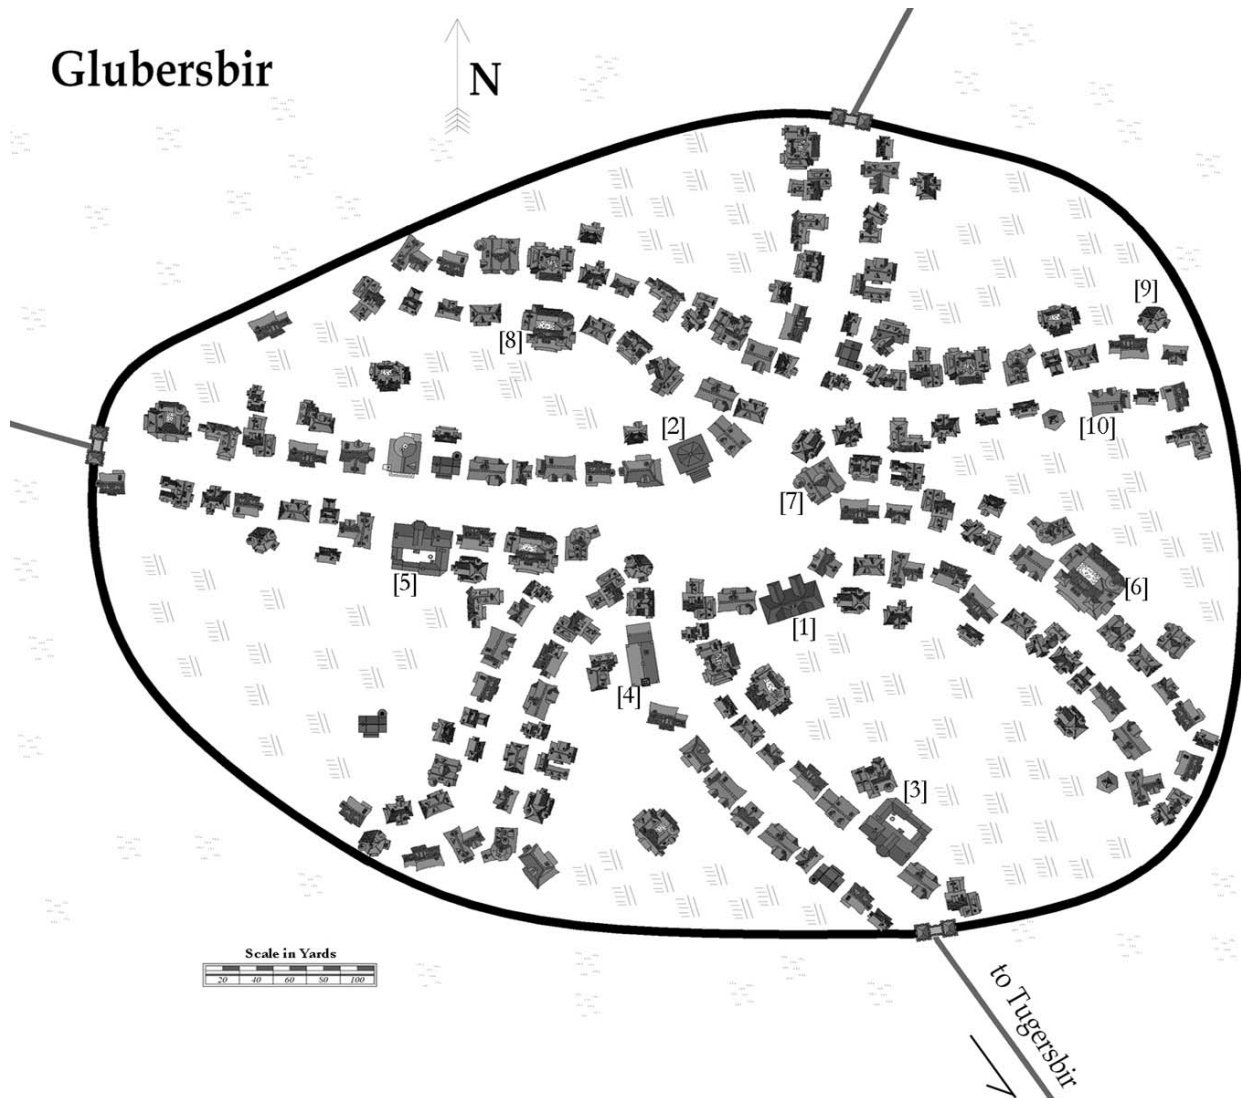 Glubersbir
N
[9]
[8]
[2]
[10]
[7]
[5]
[6]
[1]
[4]
[3]
Scale in Yards
20 40 60 80 100
to Tugersbir